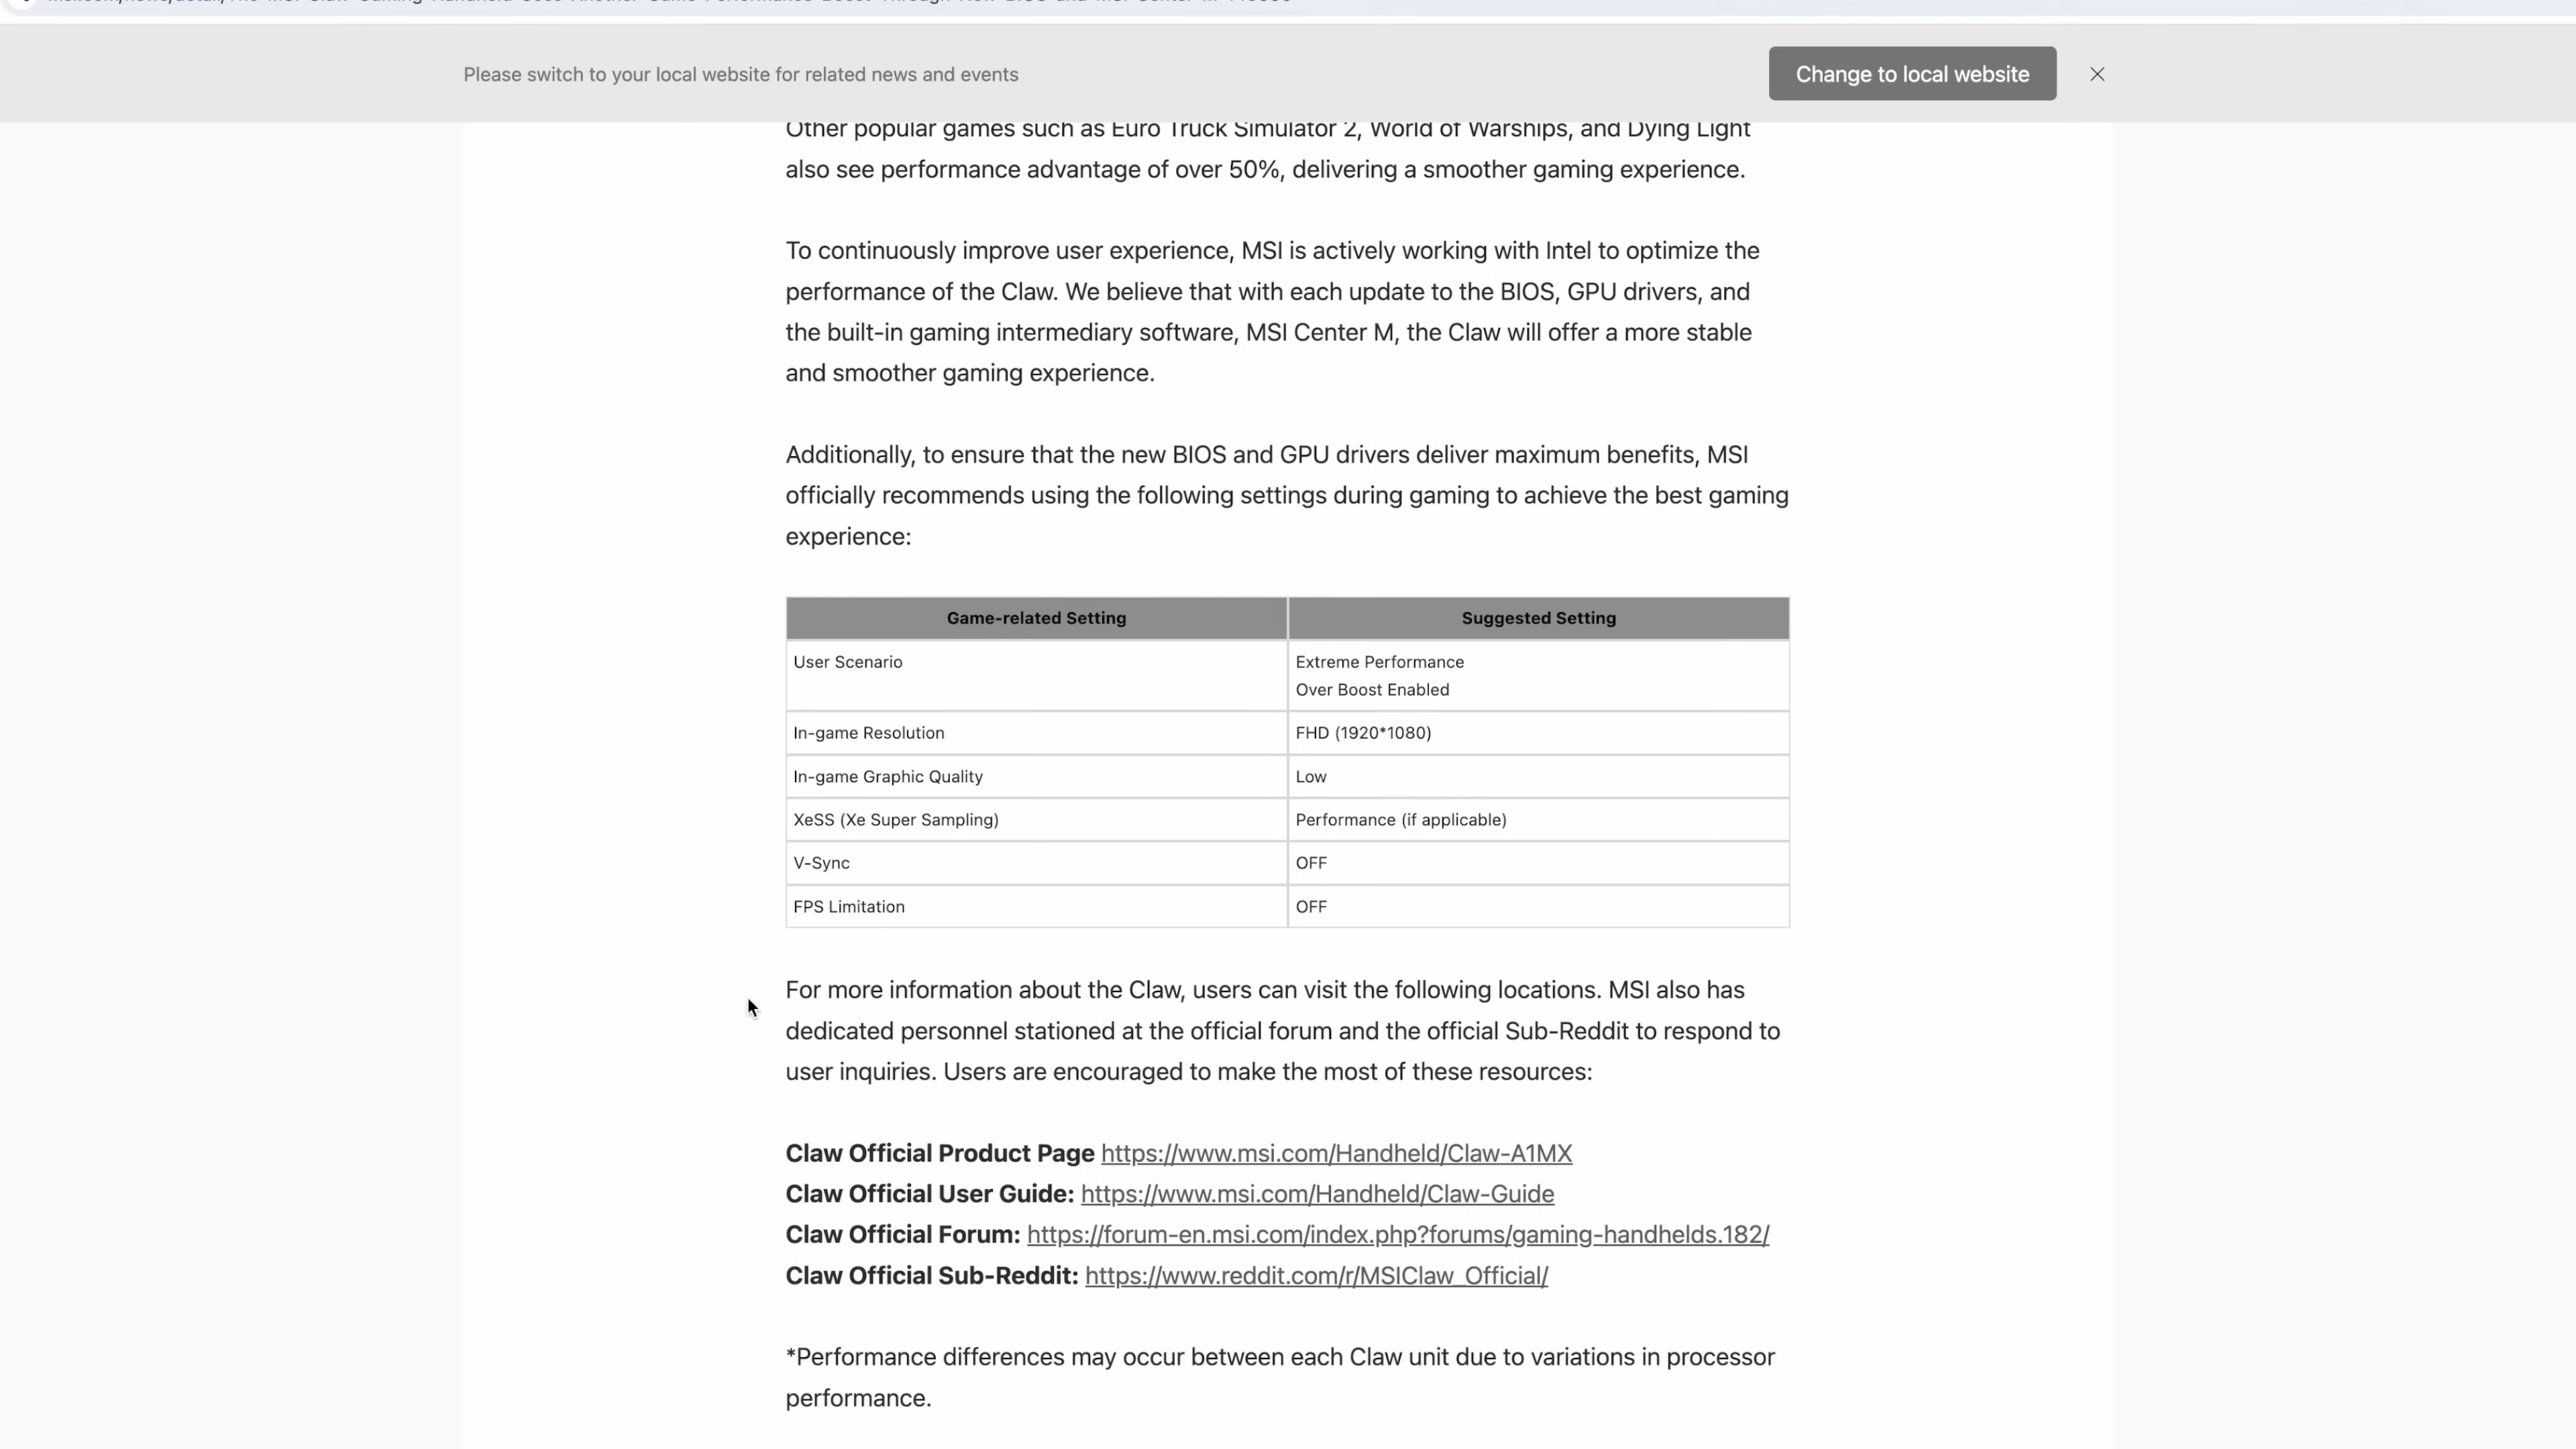 Please switch to your local website for related news and events
Change to local website
Other popular games such as Euro Truck Simulator 2, World of Warships, and Dying Light
also see performance advantage of over 50%, delivering a smoother gaming experience.
To continuously improve user experience, MSI is actively working with Intel to optimize the
performance of the Claw. We believe that with each update to the BIOS, GPU drivers, and
the built-in gaming intermediary software, MSI Center M, the Claw will offer a more stable
and smoother gaming experience.
Additionally, to ensure that the new BIOS and GPU drivers deliver maximum benefits, MSI
officially recommends using the following settings during gaming to achieve the best gaming
experience:
Game-related Setting Suggested Setting
User Scenario Extreme Performance
Over Boost Enabled
In-game Resolution FHD (1920*1080)
In-game Graphic Quality Low
XeSS (Xe Super Sampling) Performance (if applicable)
V-Sync OFF
FPS Limitation OFF
For more information about the Claw, users can visit the following locations. MSI also has
dedicated personnel stationed at the official forum and the official Sub-Reddit to respond to
user inquiries. Users are encouraged to make the most of these resources:
Claw Official Product Page https://www.msi.com/Handheld/Claw-A1MX
Claw Official User Guide: https://www.msi.com/Handheld/Claw-Guide
Claw Official Forum: https://forum-en.msi.com/index.php?forums/gaming-handhelds.182/
Claw Official Sub-Reddit: https://www.reddit.com/r/MSIClaw_Official/
*Performance differences may occur between each Claw unit due to variations in processor
performance.